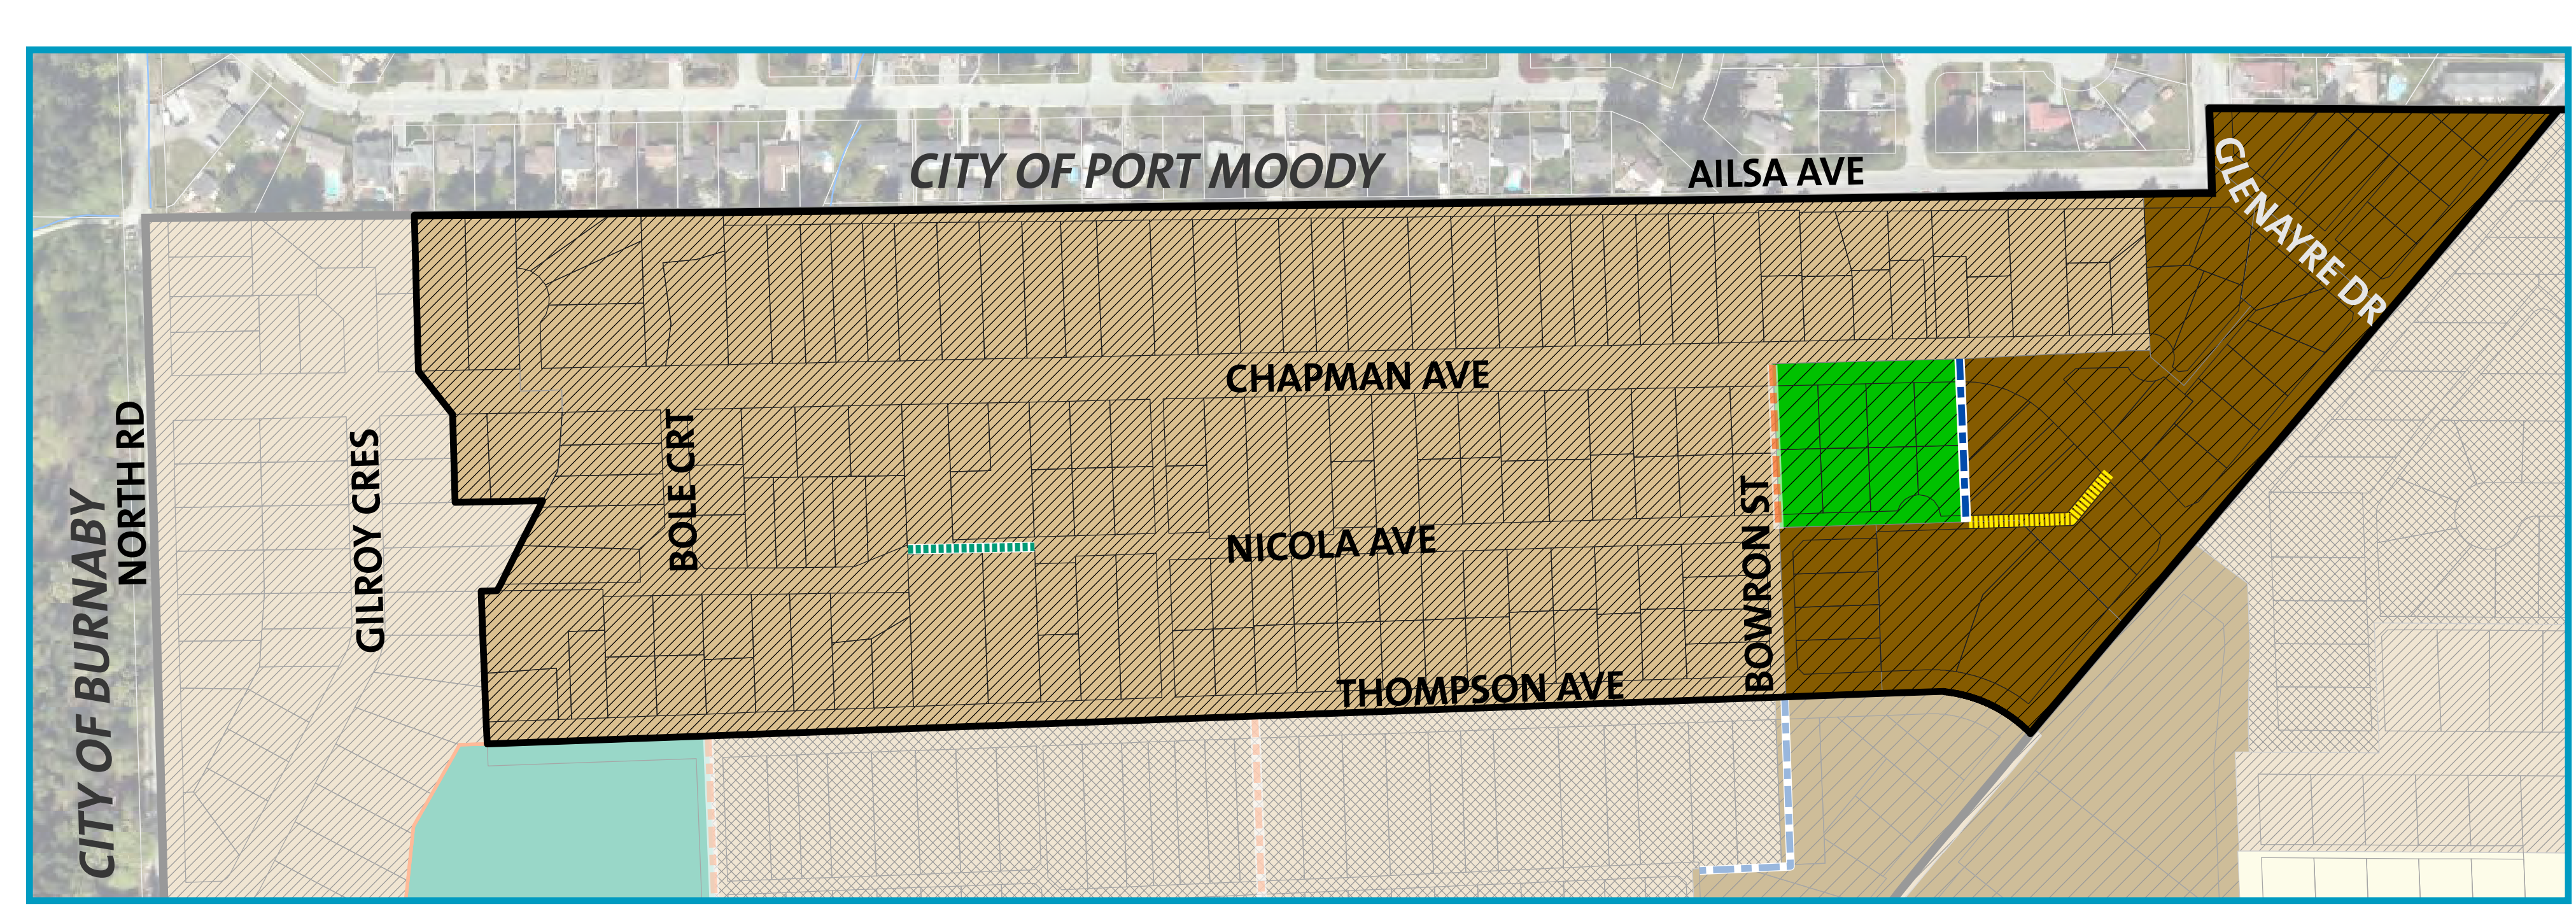 CITY OF PORT MOODY
AILSA AVE
GLENAYRE DR
CHAPMAN AVE
NORTH RD
CITY OF BURNABY
GILROY CRES
BOLE CRT
NICOLA AVE
BOWRON ST
THOMPSON AVE